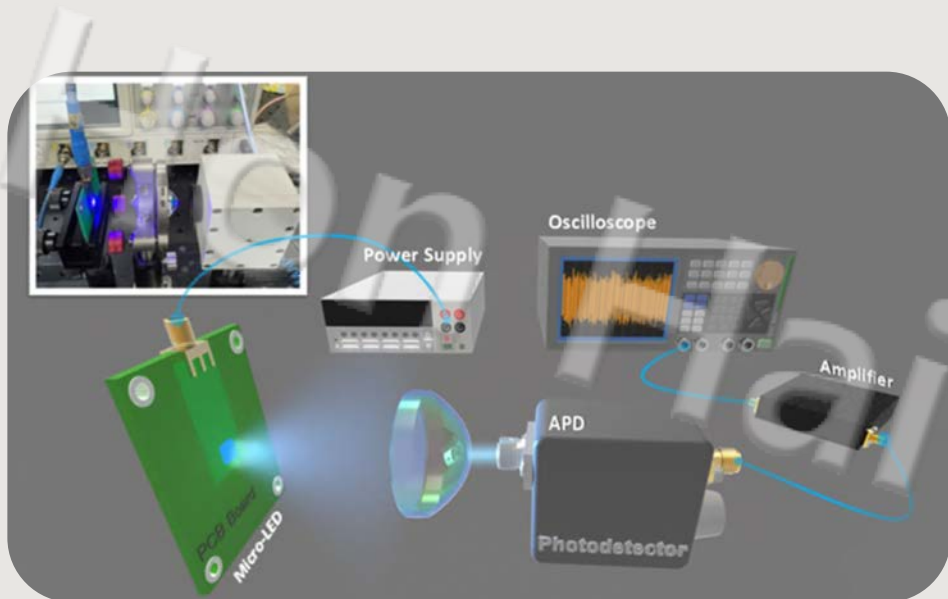 Oscilloscope
Power Supply
Amplifier
APD
PCB Board
Micro-LED
Photodetector